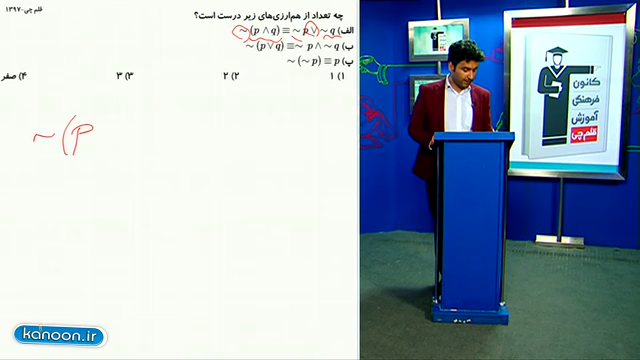 قلم چی-۱۳۹۷
چه تعداد از هم‌ارزی‌های زیر درست است؟
الف) ~ (p ∧ q) ≡ ~ p ∨ ~ q
ب) ~ (p ∨ q) ≡ ~ p ∧ ~ q
پ) ~ (~ p) ≡ p
۱) ۱ ۲) ۲ ۳) ۳ ۴) صفر
~ (p
kanoon.ir
کانون
فرهنگی
آموزش
قلم‌چی